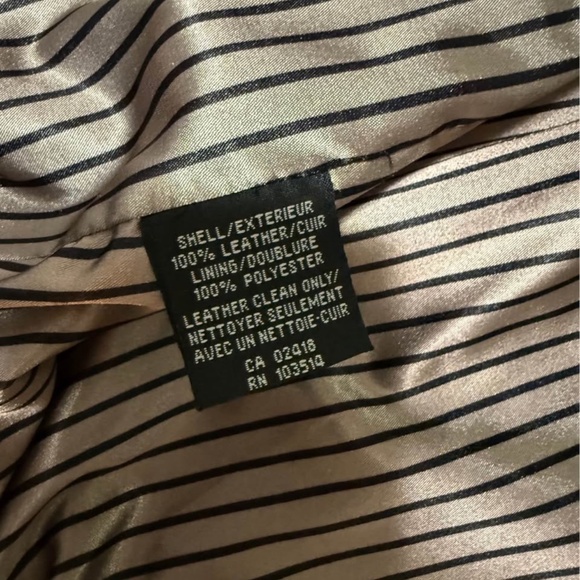 SHELL/EXTERIEUR
100% LEATHER/CUIR
LINING/DOUBLURE
100% POLYESTER
LEATHER CLEAN ONLY/
NETTOYER SEULEMENT
AVEC UN NETTOIE-CUIR
CA 02418
RN 103514